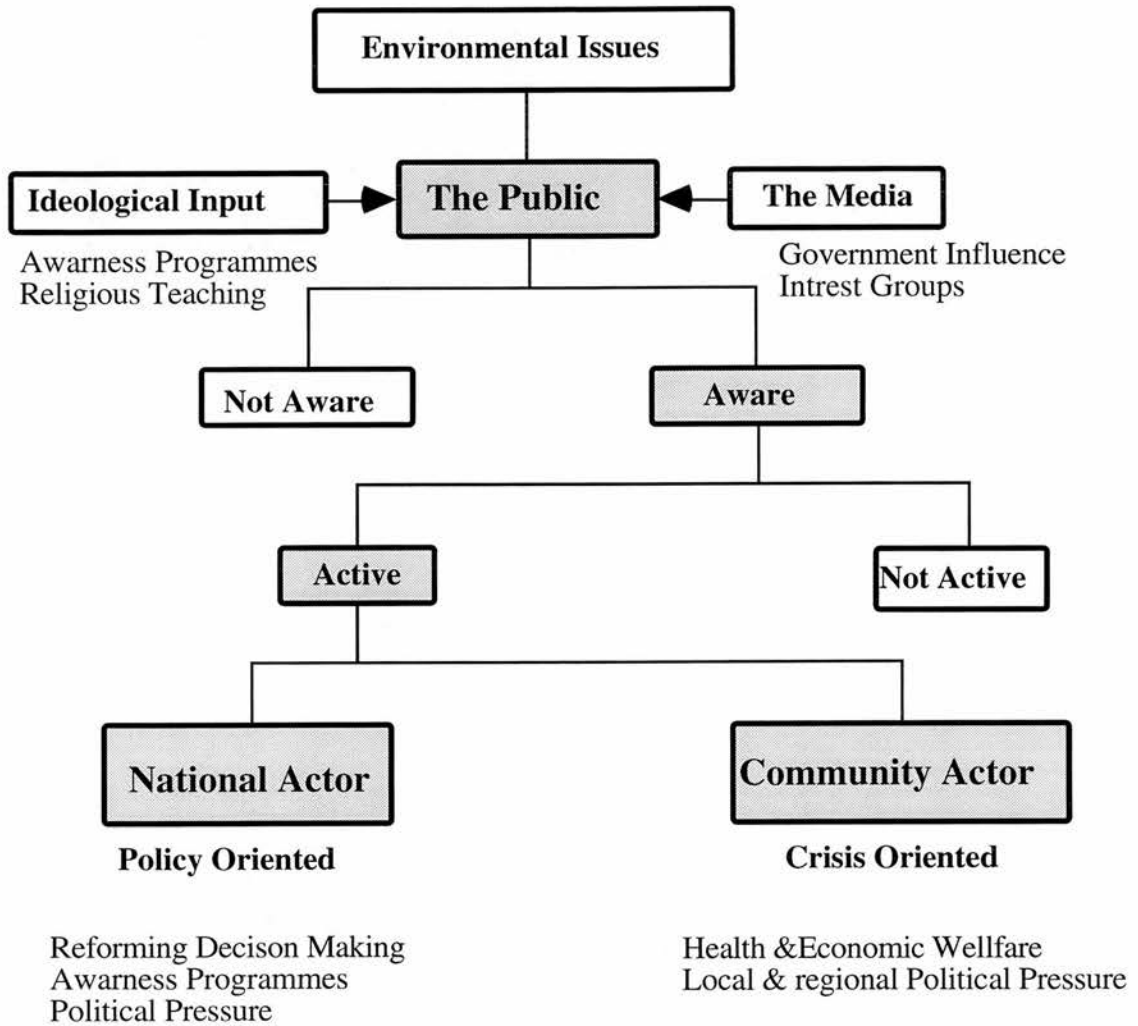 Environmental Issues
Ideological Input
The Public
The Media
Awarness Programmes
Religious Teaching
Government Influence
Intrest Groups
Not Aware
Aware
Active
Not Active
National Actor
Community Actor
Policy Oriented
Crisis Oriented
Reforming Decison Making
Awarness Programmes
Political Pressure
Health &Economic Wellfare
Local & regional Political Pressure